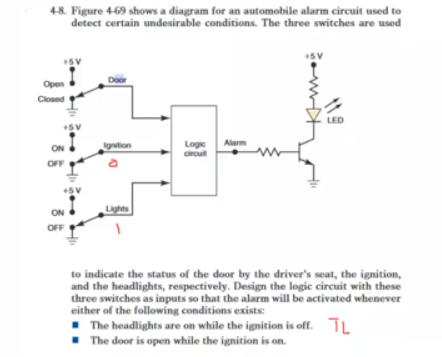 4-8. Figure 4-69 shows a diagram for an automobile alarm circuit used to
detect certain undesirable conditions. The three switches are used
+5 V
+5 V
Open
Door
Closed
LED
+5 V
ON
Ignition
Logic
circuit
Alarm
OFF
0
+5 V
ON
Lights
OFF
1
to indicate the status of the door by the driver's seat, the ignition,
and the headlights, respectively. Design the logic circuit with these
three switches as inputs so that the alarm will be activated whenever
either of the following conditions exists:
■ The headlights are on while the ignition is off. IL
■ The door is open while the ignition is on.